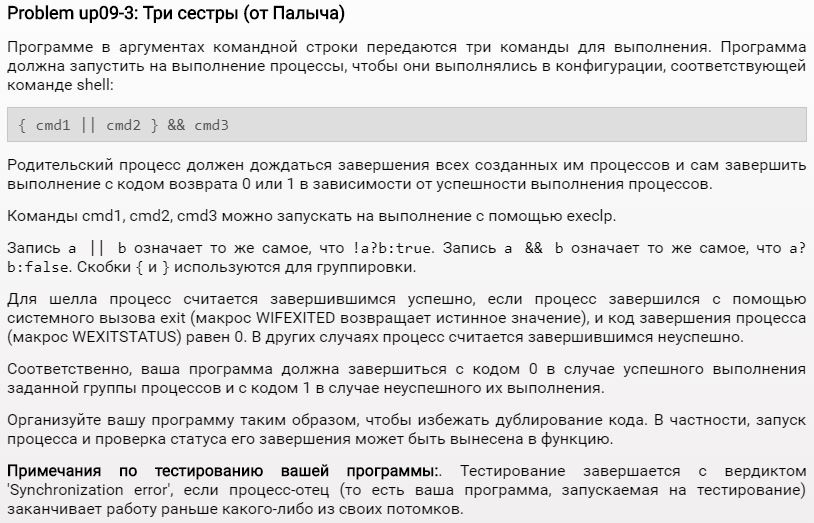 Problem up09-3: Три сестры (от Палыча)
Программе в аргументах командной строки передаются три команды для выполнения. Программа
должна запустить на выполнение процессы, чтобы они выполнялись в конфигурации, соответствующей
команде shell:
{ cmd1 || cmd2 } && cmd3
Родительский процесс должен дождаться завершения всех созданных им процессов и сам завершить
выполнение с кодом возврата 0 или 1 в зависимости от успешности выполнения процессов.
Команды cmd1, cmd2, cmd3 можно запускать на выполнение с помощью execlp.
Запись a || b означает то же самое, что !a?b:true. Запись a && b означает то же самое, что a?
b:false. Скобки { и } используются для группировки.
Для шелла процесс считается завершившимся успешно, если процесс завершился с помощью
системного вызова exit (макрос WIFEXITED возвращает истинное значение), и код завершения процесса
(макрос WEXITSTATUS) равен 0. В других случаях процесс считается завершившимся неуспешно.
Соответственно, ваша программа должна завершиться с кодом 0 в случае успешного выполнения
заданной группы процессов и с кодом 1 в случае неуспешного их выполнения.
Организуйте вашу программу таким образом, чтобы избежать дублирование кода. В частности, запуск
процесса и проверка статуса его завершения может быть вынесена в функцию.
Примечания по тестированию вашей программы:. Тестирование завершается с вердиктом
'Synchronization error', если процесс-отец (то есть ваша программа, запускаемая на тестирование)
заканчивает работу раньше какого-либо из своих потомков.